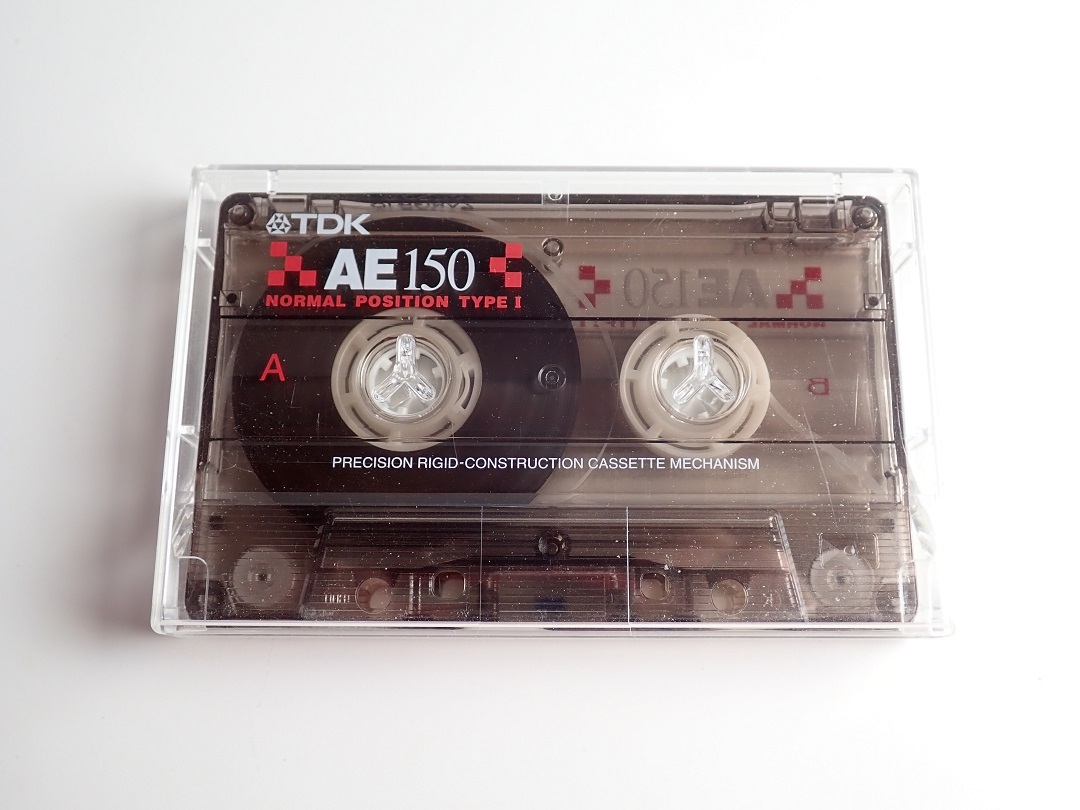 TDK
AE150
NORMAL POSITION TYPE I
A
B
PRECISION RIGID-CONSTRUCTION CASSETTE MECHANISM